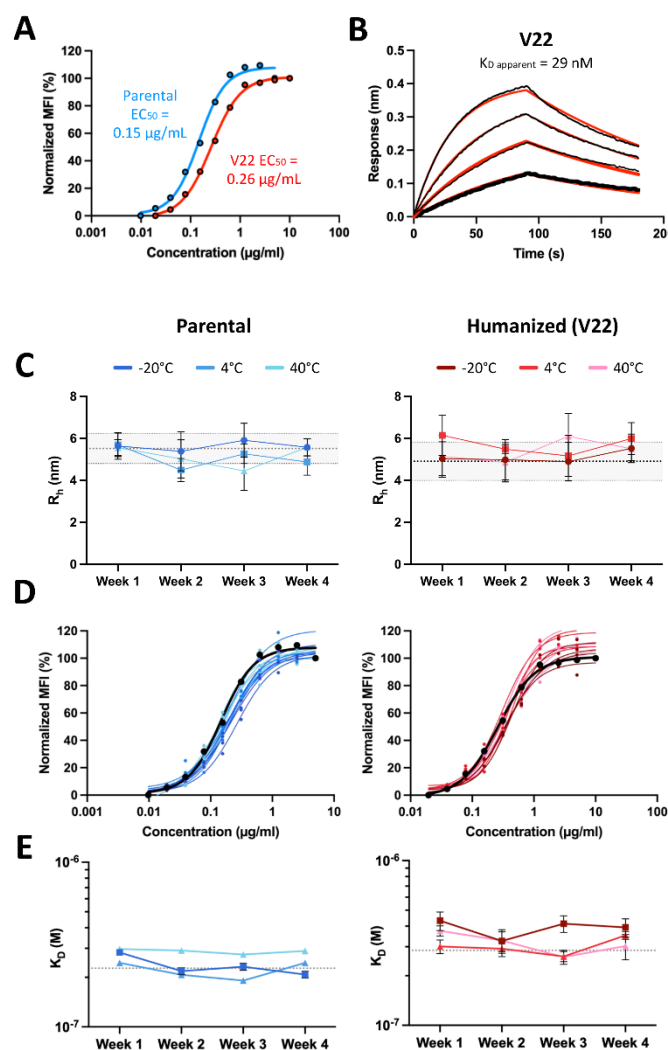 A
Normalized MFI (%)
120
100
80
60
40
20
0
Parental
EC50 =
0.15 µg/mL
V22 EC50 =
0.26 µg/mL
0.001 0.01 0.1 1 10 100
Concentration (µg/ml)
B
V22
KD apparent = 29 nM
Response (nm)
0.5
0.4
0.3
0.2
0.1
0.0
0 50 100 150 20
Time (s)
Parental
Humanized (V22)
C
-20°C 4°C 40°C
Rh (nm)
8
6
4
2
0
Week 1 Week 2 Week 3 Week 4
-20°C 4°C 40°C
Rh (nm)
8
6
4
2
0
Week 1 Week 2 Week 3 Week 4
D
Normalized MFI (%)
120
100
80
60
40
20
0
0.001 0.01 0.1 1 10
Concentration (µg/ml)
Normalized MFI (%)
120
100
80
60
40
20
0
0.001 0.01 0.1 1 10 100
Concentration (µg/ml)
E
KD (M)
10-6
10-7
Week 1 Week 2 Week 3 Week 4
KD (M)
10-6
10-7
Week 1 Week 2 Week 3 Week 4